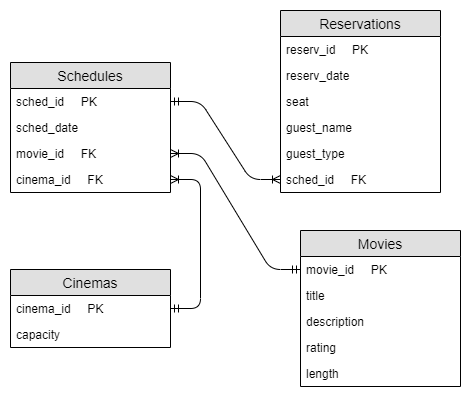 Reservations
reserv_id PK
reserv_date
seat
guest_name
guest_type
sched_id FK
Schedules
sched_id PK
sched_date
movie_id FK
cinema_id FK
Cinemas
cinema_id PK
capacity
Movies
movie_id PK
title
description
rating
length